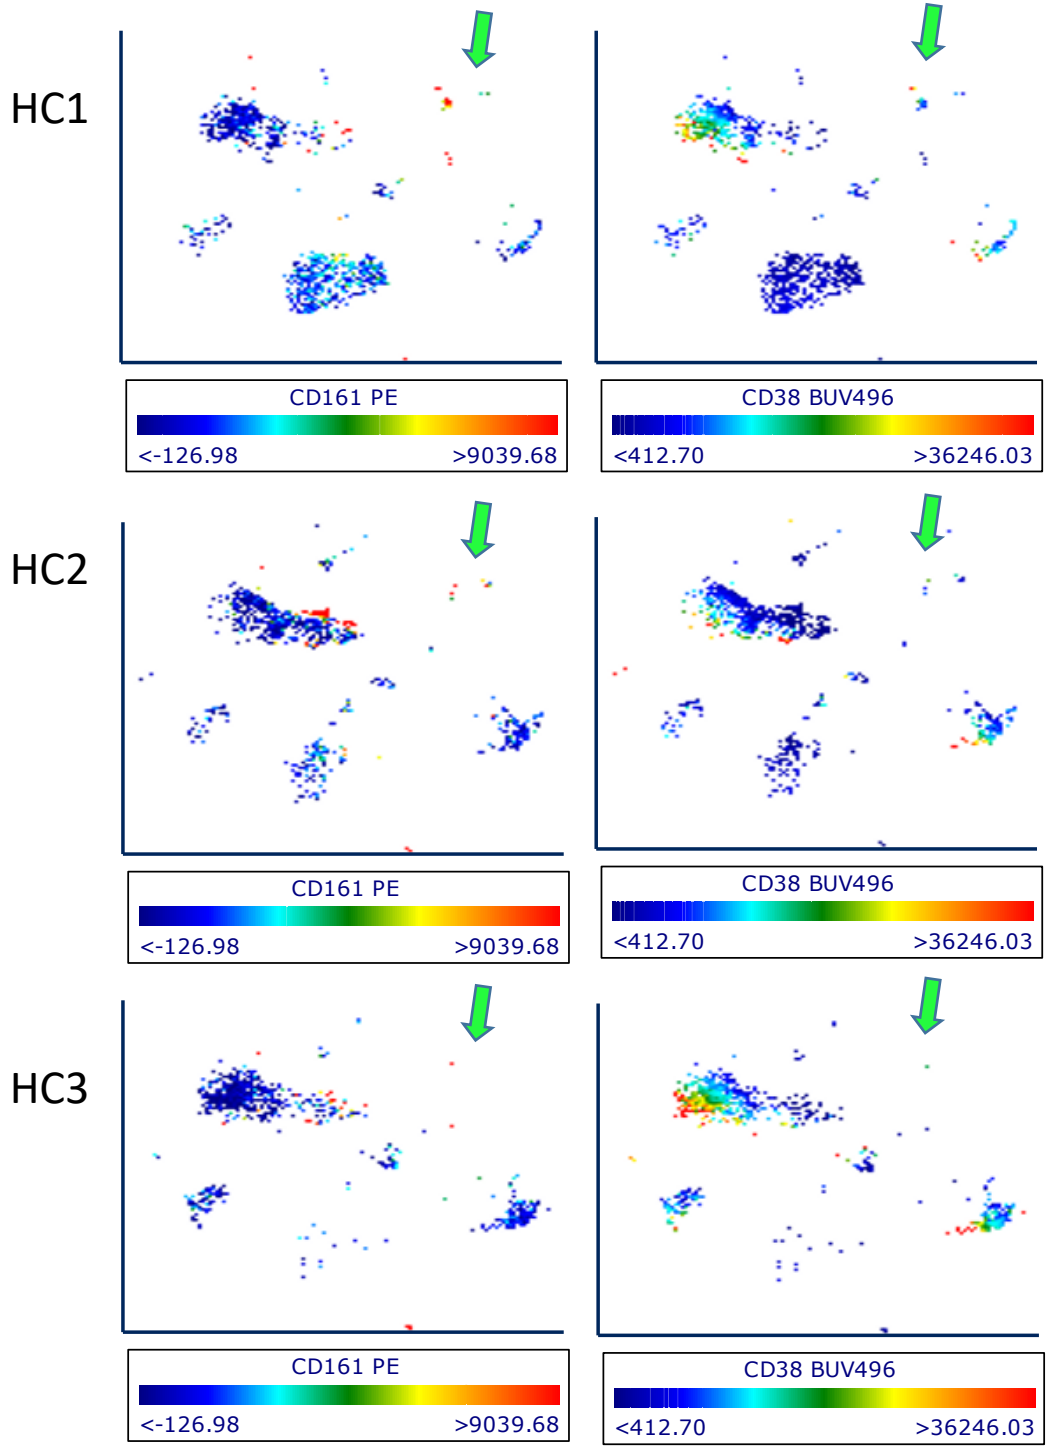 HC1
CD161 PE
<-126.98 >9039.68
CD38 BUV496
<412.70 >36246.03
HC2
CD161 PE
<-126.98 >9039.68
CD38 BUV496
<412.70 >36246.03
HC3
CD161 PE
<-126.98 >9039.68
CD38 BUV496
<412.70 >36246.03